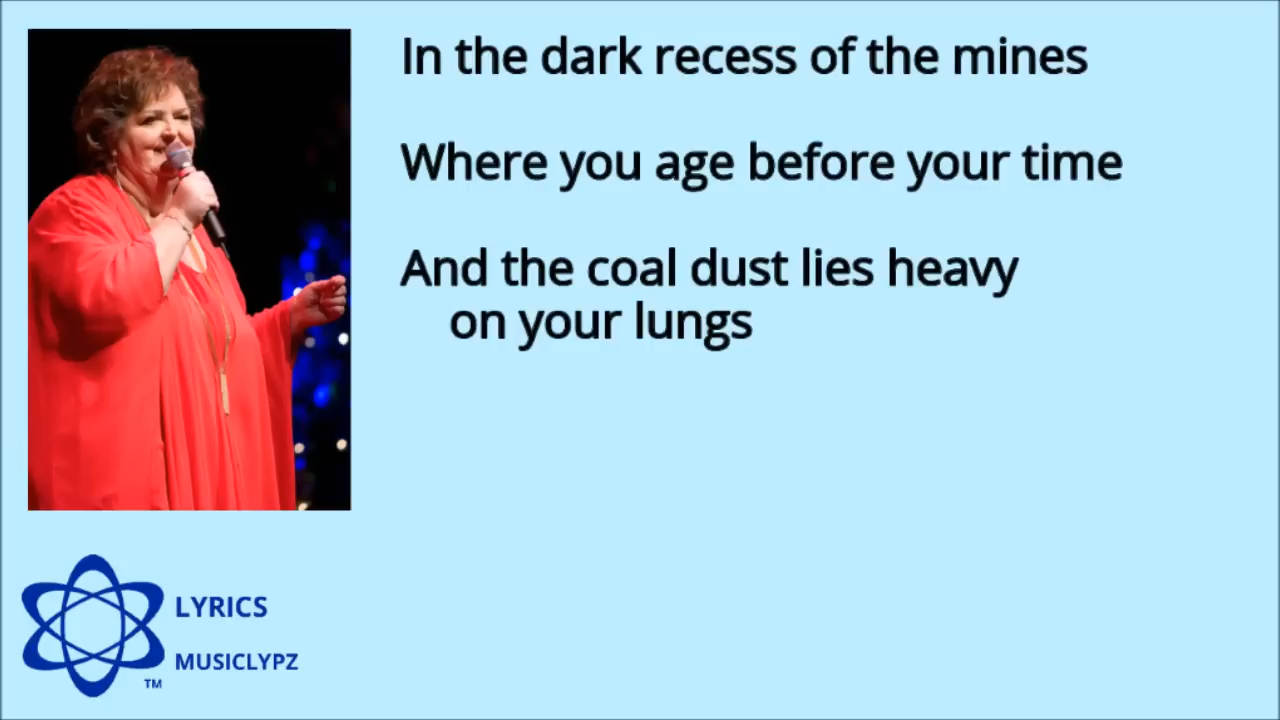 In the dark recess of the mines
Where you age before your time
And the coal dust lies heavy
on your lungs
LYRICS
MUSICLYPZ
TM